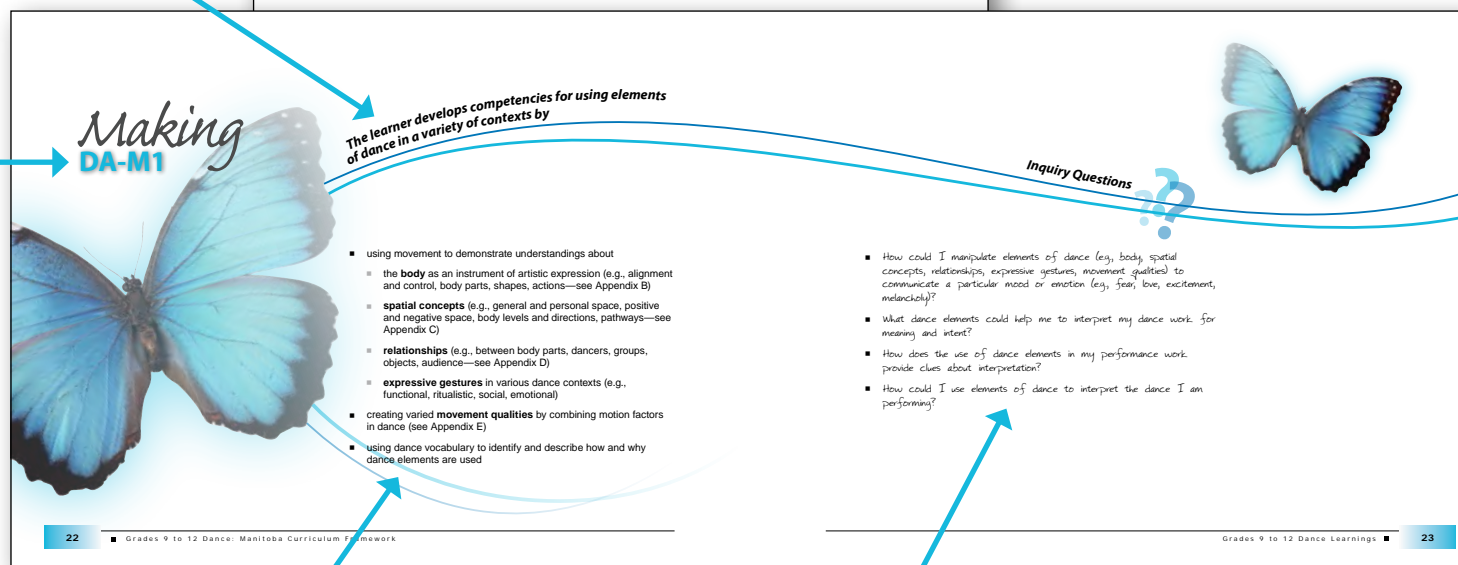 Making
DA-M1
The learner develops competencies for using elements
of dance in a variety of contexts by
■ using movement to demonstrate understandings about
■ the body as an instrument of artistic expression (e.g., alignment
and control, body parts, shapes, actions—see Appendix B)
■ spatial concepts (e.g., general and personal space, positive
and negative space, body levels and directions, pathways—see
Appendix C)
■ relationships (e.g., between body parts, dancers, groups,
objects, audience—see Appendix D)
■ expressive gestures in various dance contexts (e.g.,
functional, ritualistic, social, emotional)
■ creating varied movement qualities by combining motion factors
in dance (see Appendix E)
■ using dance vocabulary to identify and describe how and why
dance elements are used
22 ■ Grades 9 to 12 Dance: Manitoba Curriculum Framework
Inquiry Questions
???
■ How could I manipulate elements of dance (e.g., body, spatial
concepts, relationships, expressive gestures, movement qualities) to
communicate a particular mood or emotion (e.g., fear, love, excitement,
melancholy)?
■ What dance elements could help me to interpret my dance work for
meaning and intent?
■ How does the use of dance elements in my performance work
provide clues about interpretation?
■ How could I use elements of dance to interpret the dance I am
performing?
Grades 9 to 12 Dance Learnings ■ 23